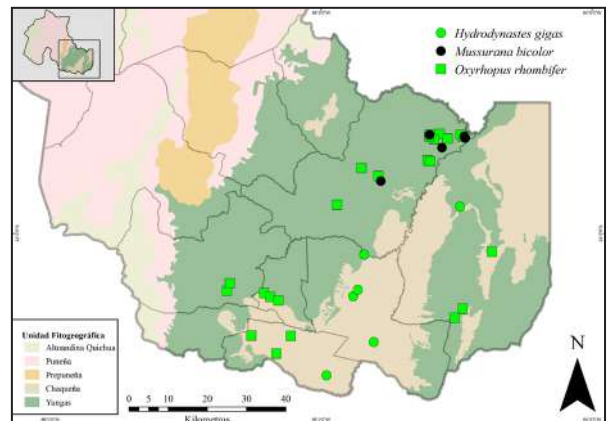 Hydrodynastes gigas
Mussurana bicolor
Oxyrhopus rhombifer
Unidad Fitogeográfica
Altoandina Quichua
Puneña
Prepuneña
Chaqueña
Yungas
0 5 10 20 30 40
Kilometros
N